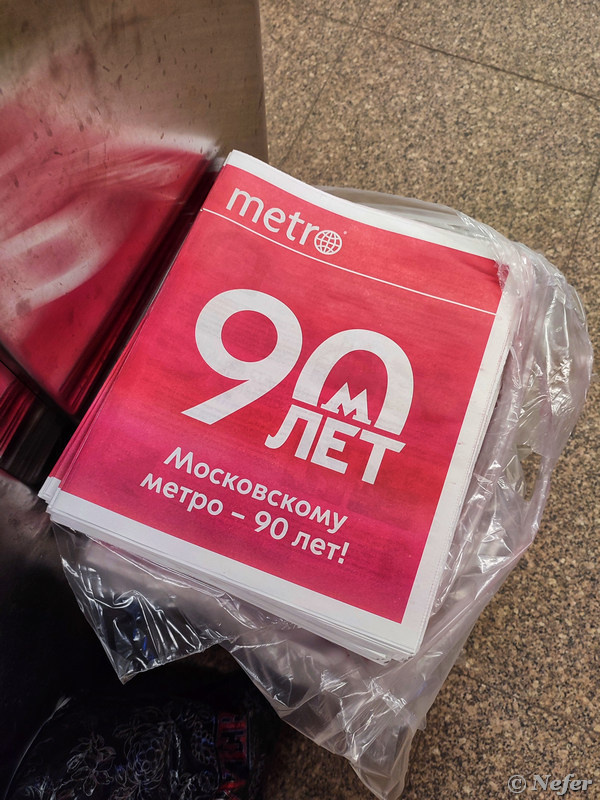 metro
90
М
ЛЕТ
Московскому
метро – 90 лет!
© Nefer